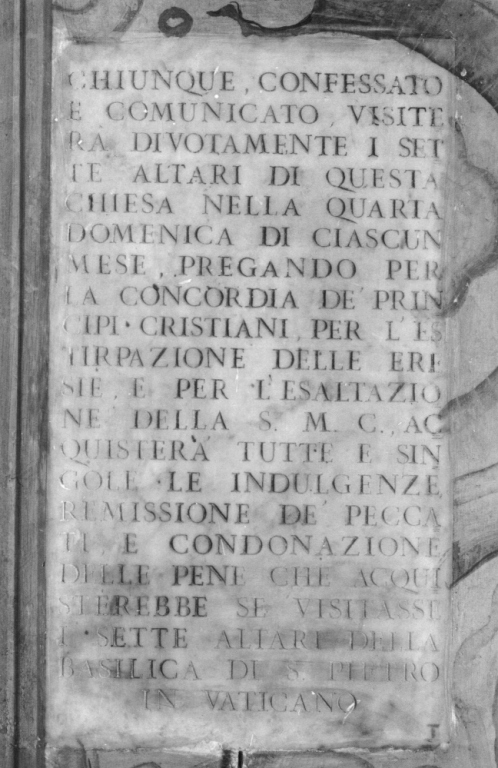 CHIUNQUE, CONFESSATO
E COMUNICATO, VISITE
RA DIVOTAMENTE I SET
TE ALTARI DI QUESTA
CHIESA NELLA QUARTA
DOMENICA DI CIASCUN
MESE, PREGANDO PER
LA CONCORDIA DE' PRIN
CIPI·CRISTIANI, PER L'ES
TIRPAZIONE DELLE ERE
SIE, E PER L'ESALTAZIO
NE DELLA S. M. C., AC
QUISTERÀ TUTTE E SIN
GOLE ·LE INDULGENZE,
REMISSIONE DE' PECCA
TI, E CONDONAZIONE
DELLE PENE CHE ACQUI
STEREBBE SE VISITASSE
I·SETTE ALTARI DELLA
BASILICA DI S. PIETRO
IN VATICANO
T